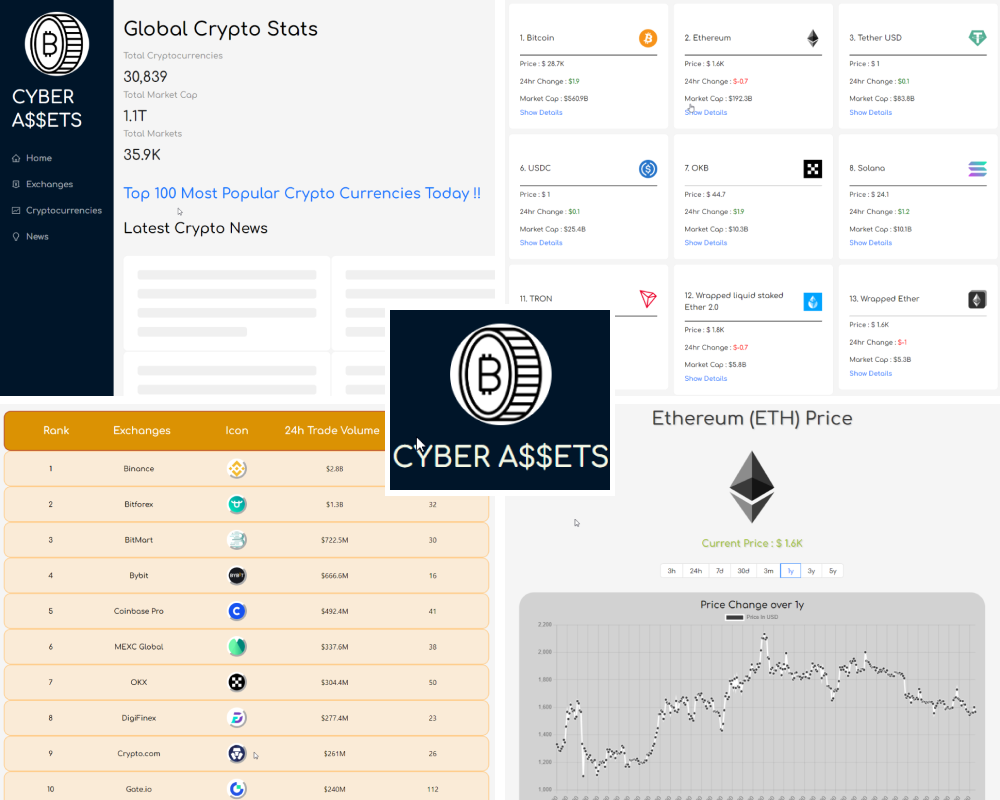 CYBER
A$$ETS
Home
Exchanges
Cryptocurrencies
News
Global Crypto Stats
Total Cryptocurrencies
30,839
Total Market Cap
1.1T
Total Markets
35.9K
Top 100 Most Popular Crypto Currencies Today !!
Latest Crypto News
1. Bitcoin
Price : $ 28.7K
24hr Change : $1.9
Market Cap : $560.9B
Show Details
2. Ethereum
Price : $ 1.6K
24hr Change : $-0.7
Market Cap : $192.3B
Show Details
3. Tether USD
Price : $ 1
24hr Change : $0.1
Market Cap : $83.8B
Show Details
6. USDC
Price : $ 1
24hr Change : $0.1
Market Cap : $25.4B
Show Details
7. OKB
Price : $ 44.7
24hr Change : $1.9
Market Cap : $10.3B
Show Details
8. Solana
Price : $ 24.1
24hr Change : $1.2
Market Cap : $10.1B
Show Details
11. TRON
12. Wrapped liquid staked
Ether 2.0
Price : $ 1.8K
24hr Change : $-0.7
Market Cap : $5.8B
Show Details
13. Wrapped Ether
Price : $ 1.6K
24hr Change : $-1
Market Cap : $5.3B
Show Details
CYBER A$$ETS
Rank Exchanges Icon 24h Trade Volume
1 Binance $2.8B
2 Bitforex $1.3B 32
3 BitMart $722.5M 30
4 Bybit BYBIT $666.6M 16
5 Coinbase Pro $492.4M 41
6 MEXC Global $337.6M 38
7 OKX $304.4M 50
8 DigiFinex $277.4M 23
9 Crypto.com $261M 26
10 Gate.io $240M 112
Ethereum (ETH) Price
Current Price : $ 1.6K
3h 24h 7d 30d 3m 1y 3y 5y
Price Change over 1y
Price In USD
2,200
2,000
1,800
1,600
1,400
1,200
1,000